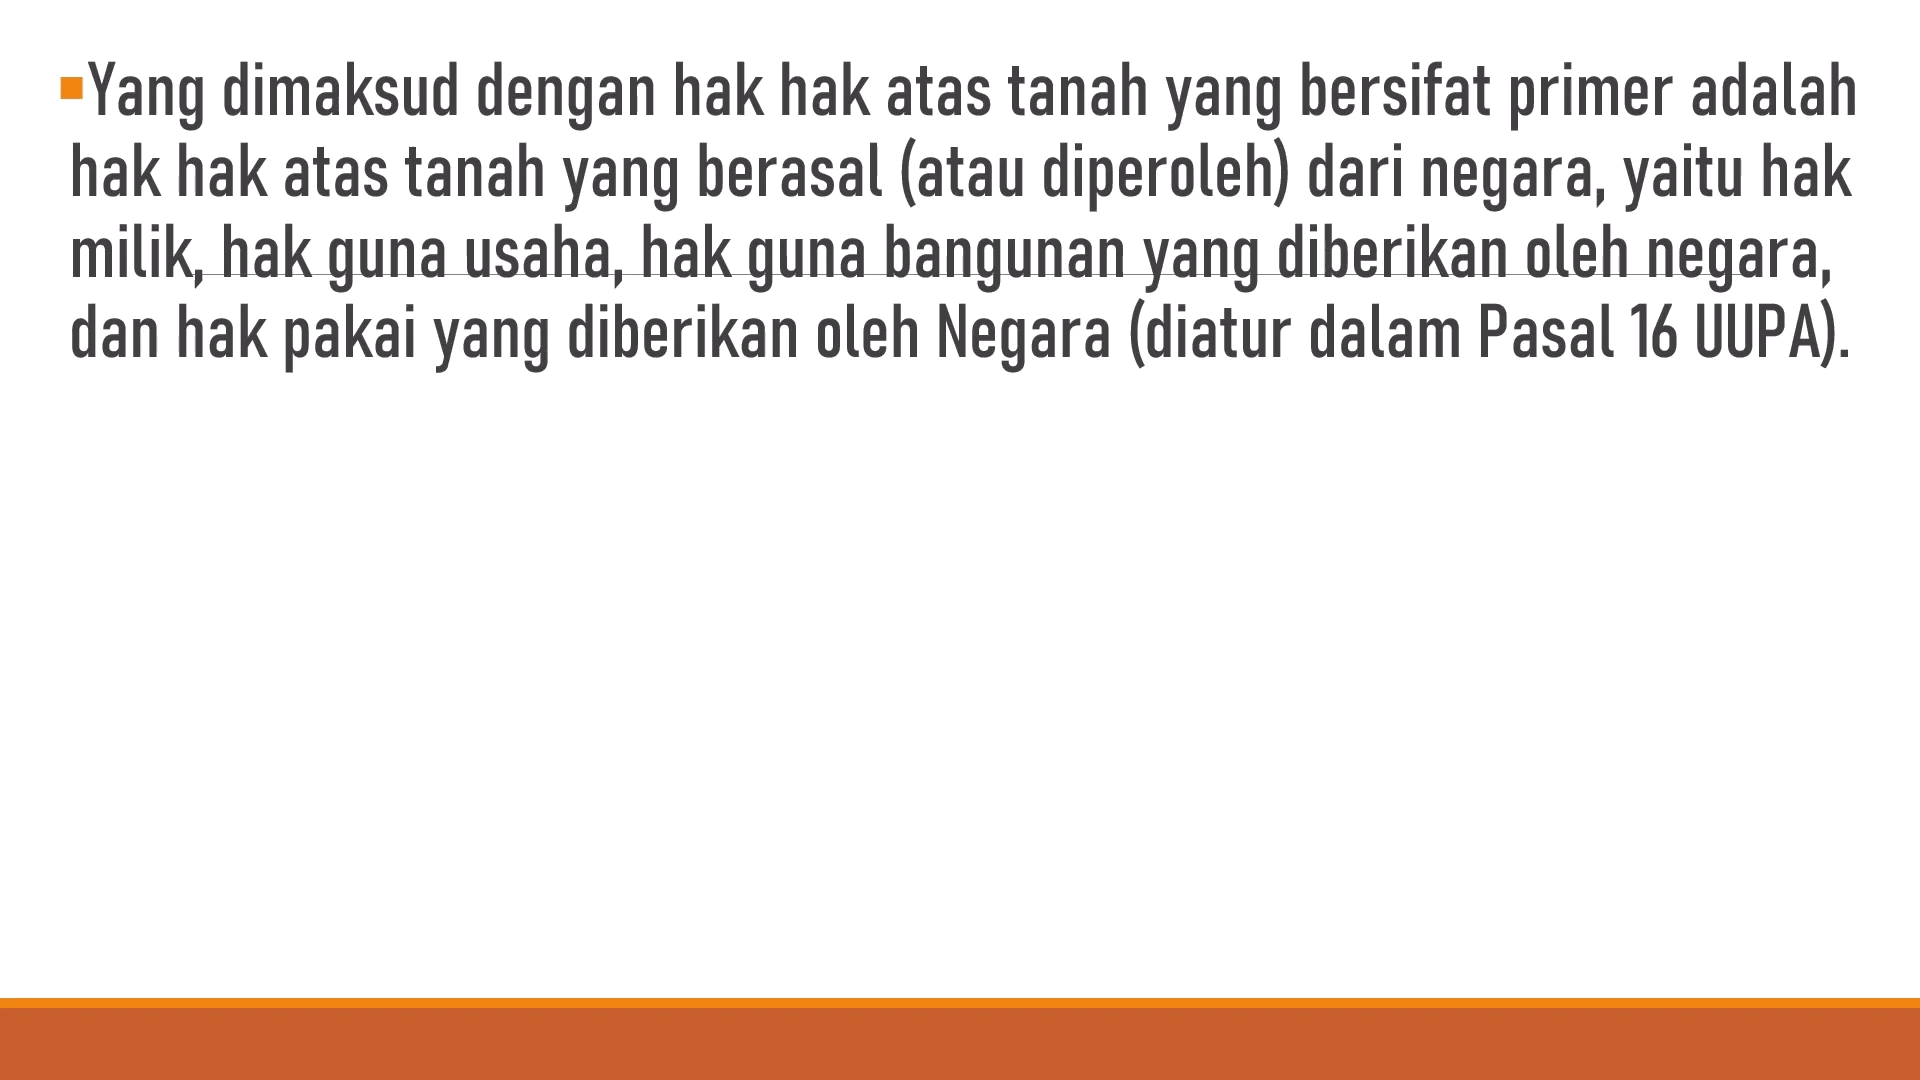 ▪Yang dimaksud dengan hak hak atas tanah yang bersifat primer adalah
hak hak atas tanah yang berasal (atau diperoleh) dari negara, yaitu hak
milik, hak guna usaha, hak guna bangunan yang diberikan oleh negara,
dan hak pakai yang diberikan oleh Negara (diatur dalam Pasal 16 UUPA).